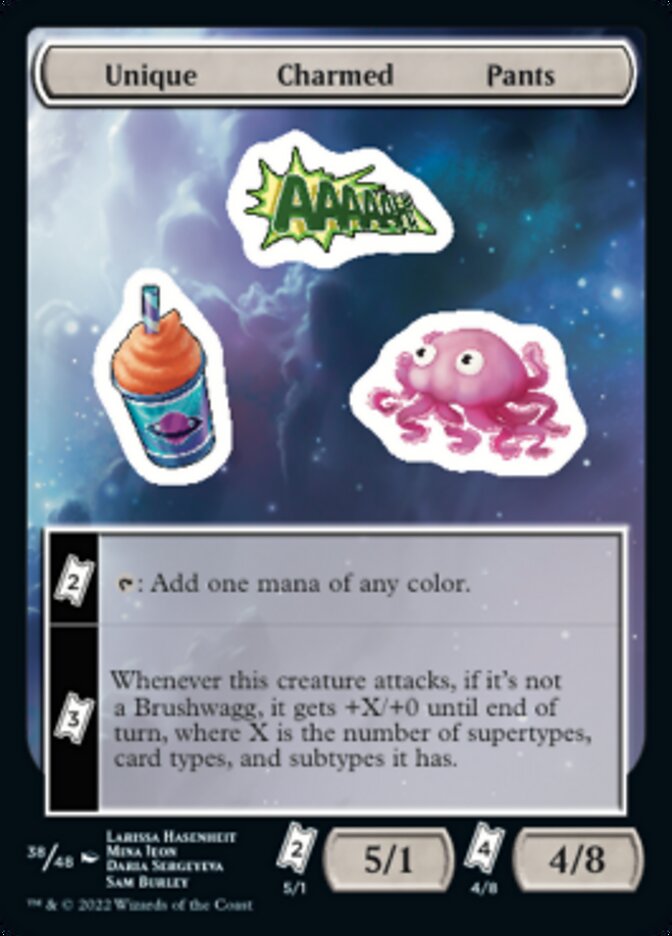 Unique Charmed Pants
AAAAAH
2
: Add one mana of any color.
3
Whenever this creature attacks, if it's not
a Brushwagg, it gets +X/+0 until end of
turn, where X is the number of supertypes,
card types, and subtypes it has.
38/48
Larissa Hasenheit
Mina Jeon
Daria Sergeyeva
Sam Burley
2
5/1
5/1
4
4/8
4/8
™ & © 2022 Wizards of the Coast